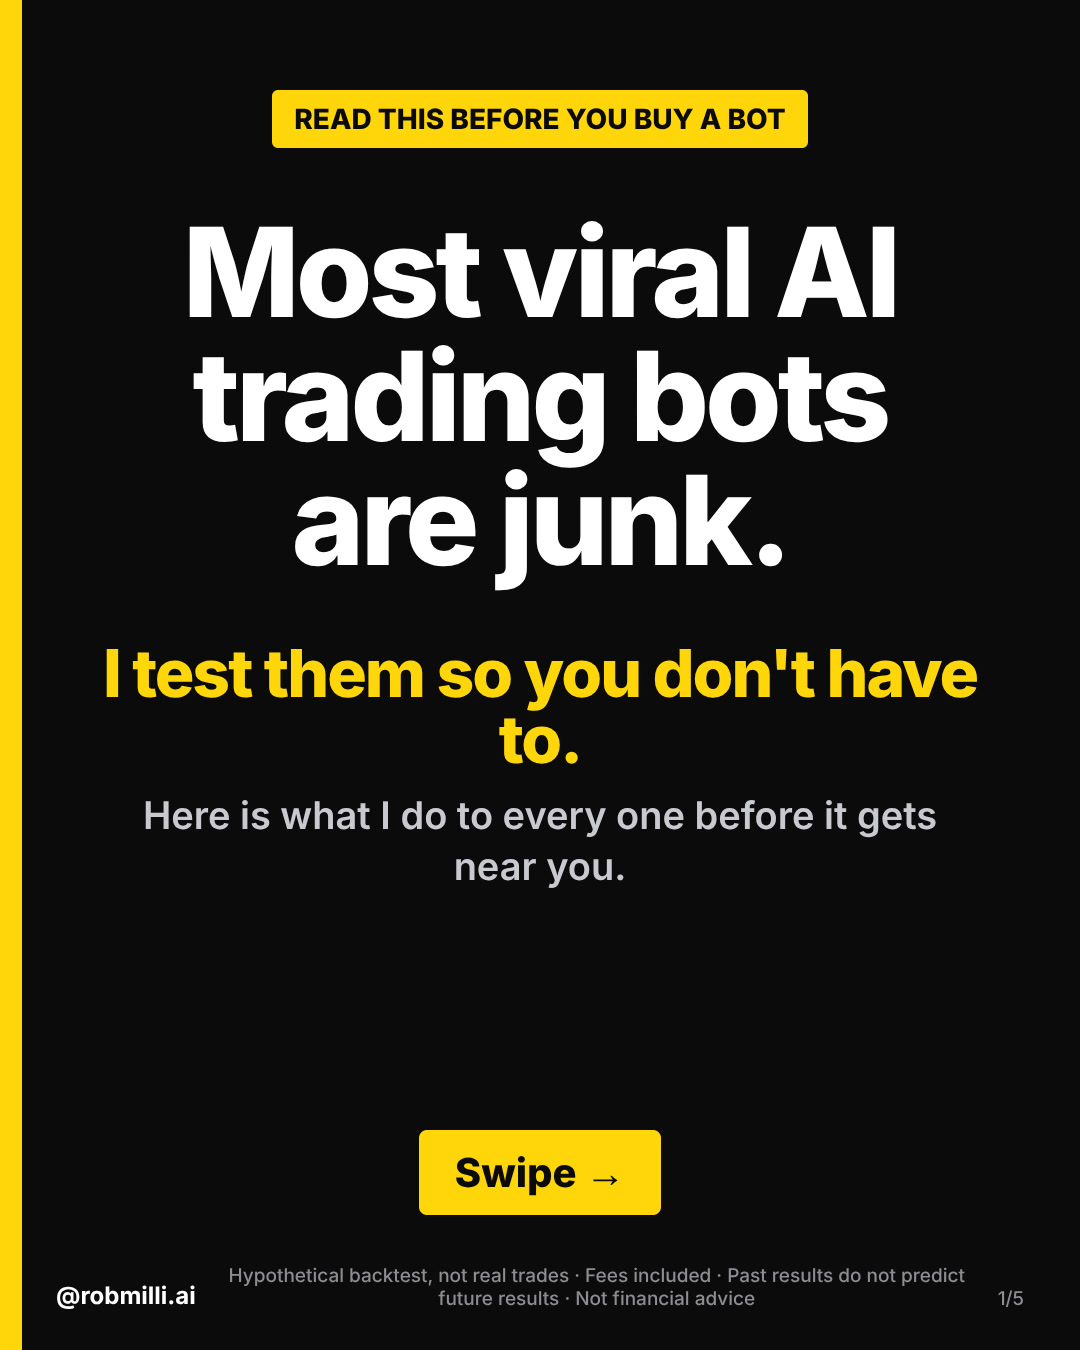 READ THIS BEFORE YOU BUY A BOT
Most viral AI
trading bots
are junk.
I test them so you don't have
to.
Here is what I do to every one before it gets
near you.
Swipe →
@robmilli.ai
Hypothetical backtest, not real trades · Fees included · Past results do not predict
future results · Not financial advice
1/5